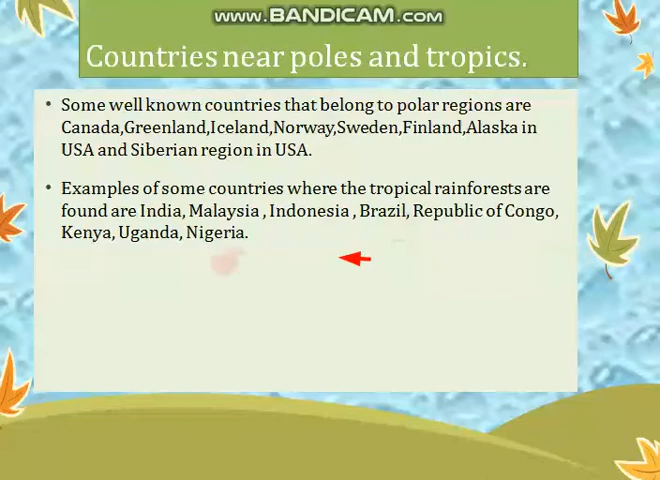 www.BANDICAM.com
Countries near poles and tropics.
• Some well known countries that belong to polar regions are
Canada,Greenland,Iceland,Norway,Sweden,Finland,Alaska in
USA and Siberian region in USA.
• Examples of some countries where the tropical rainforests are
found are India, Malaysia , Indonesia , Brazil, Republic of Congo,
Kenya, Uganda, Nigeria.